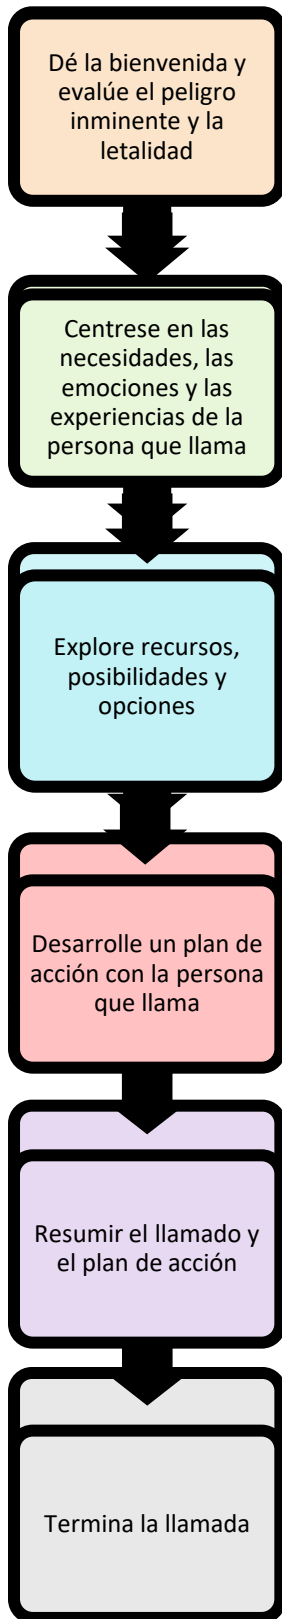 Dé la bienvenida y
evalúe el peligro
inminente y la
letalidad
Centrese en las
necesidades, las
emociones y las
experiencias de la
persona que llama
Explore recursos,
posibilidades y
opciones
Desarrolle un plan de
acción con la persona
que llama
Resumir el llamado y
el plan de acción
Termina la llamada